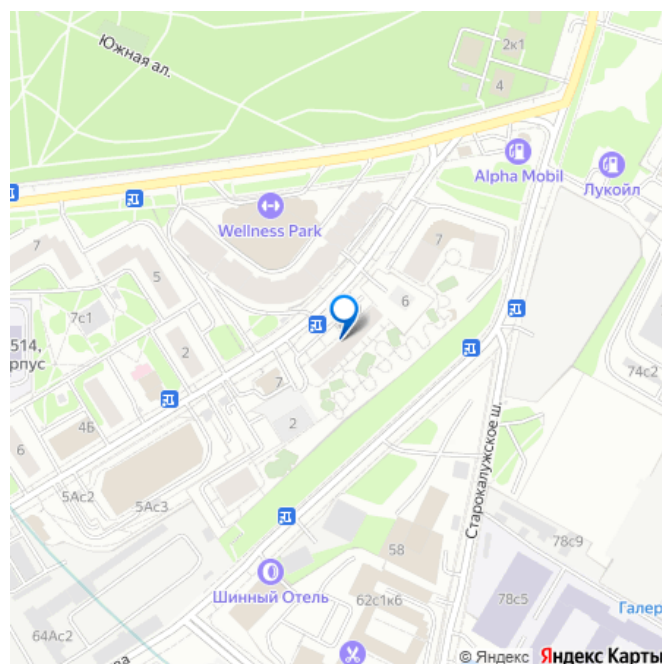 Южная ал.
2к1
4
Alpha Mobil
Лукойл
Wellness Park
7
7
5
7с1
6
514,
рпус
2
74с2
7
4Б
2
6
5Ас2
5Ас3
Старокалужское ш.
58
78с9
Шинный Отель
62с1к6
78с5
Галер
64Ас2
ва
© Яндекс Яндекс Карты